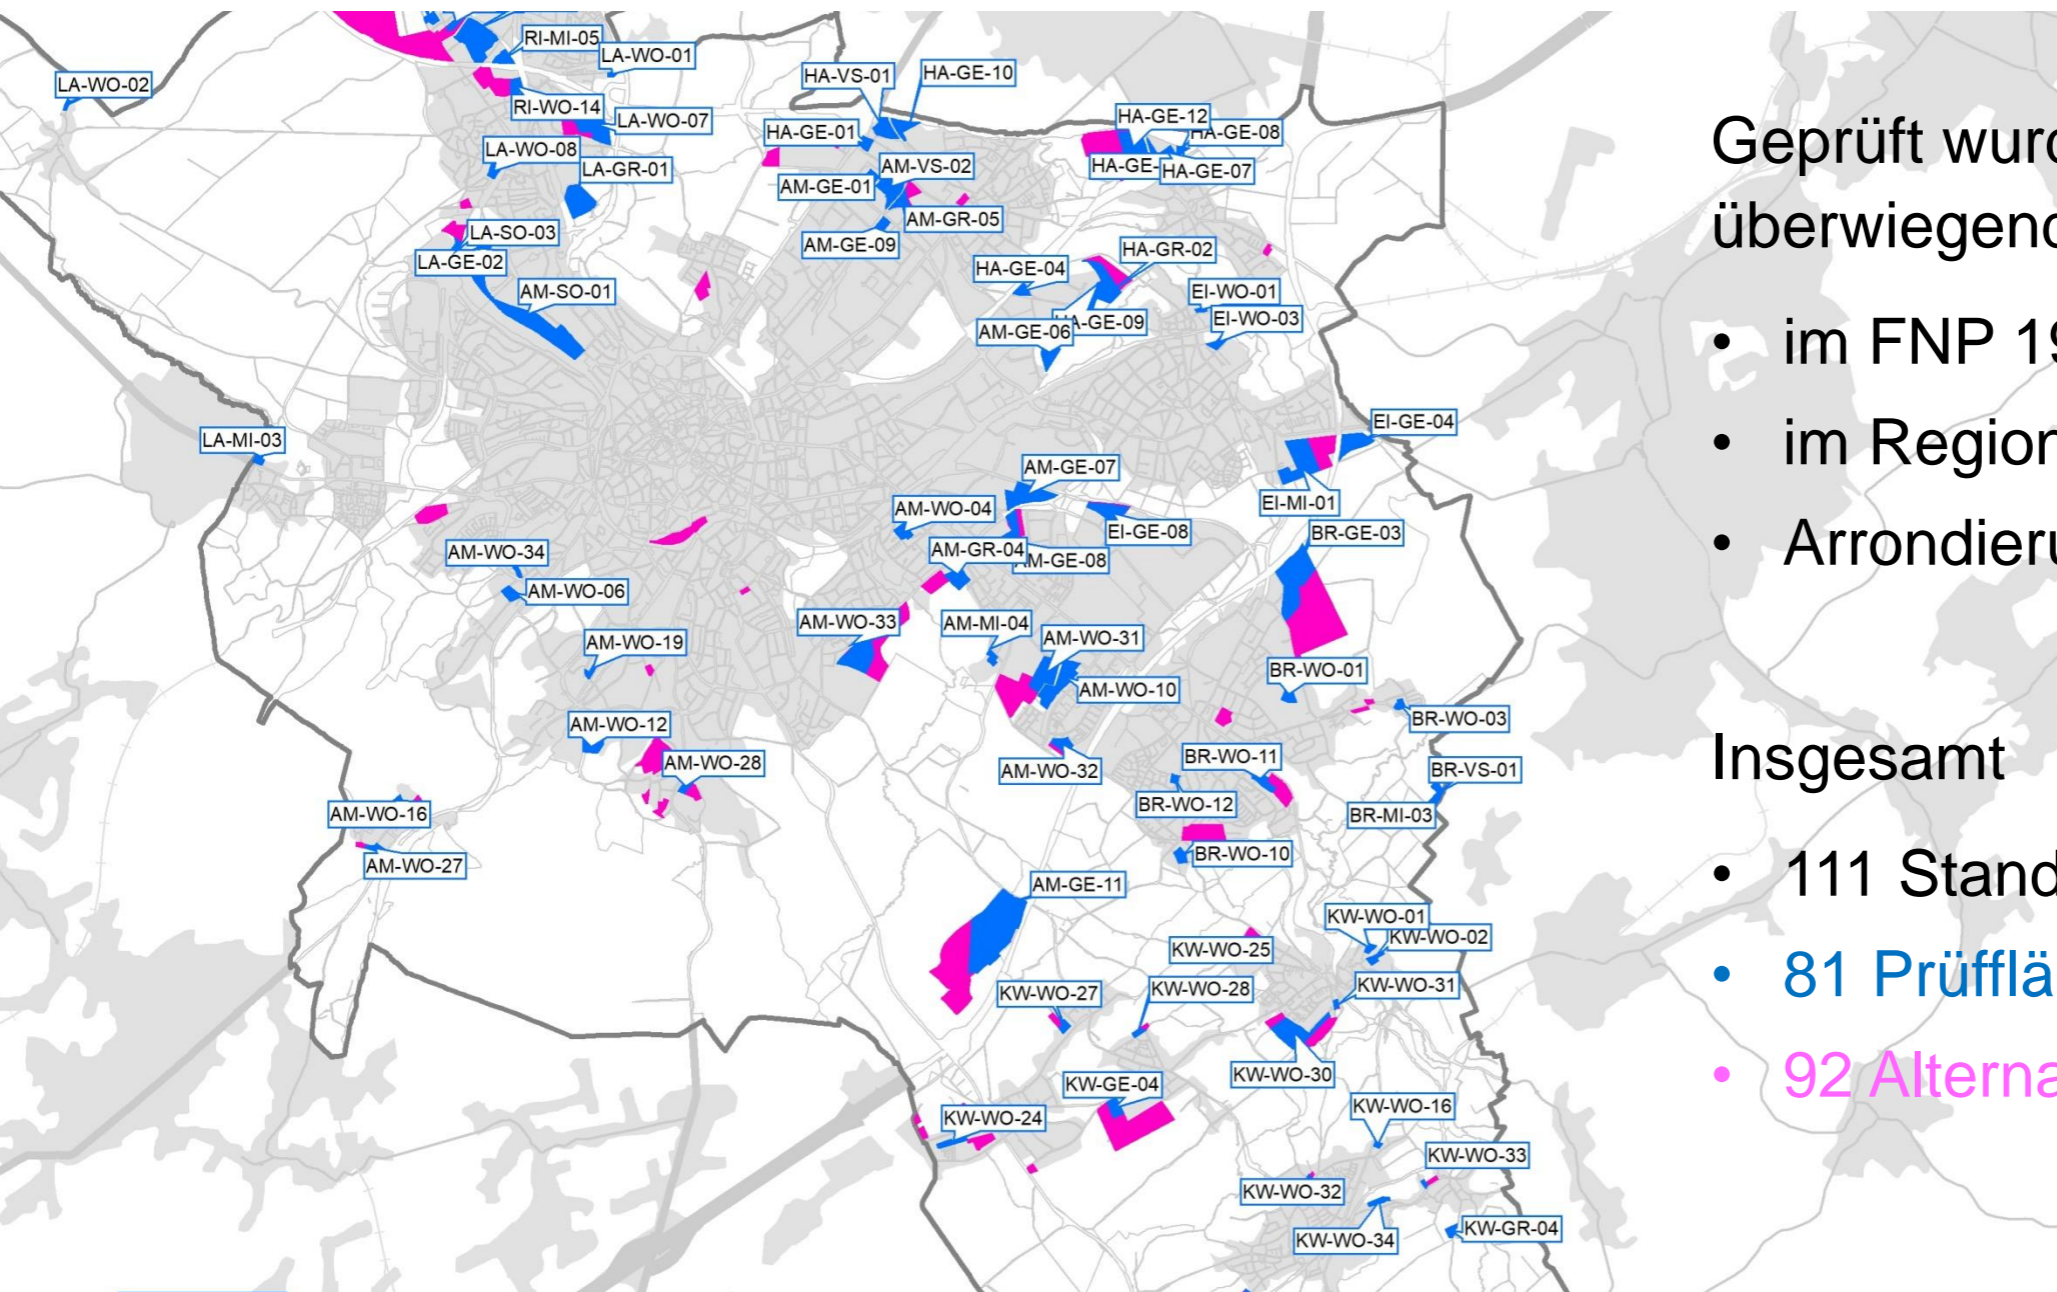 RI-MI-05
LA-WO-01
LA-WO-02
HA-VS-01
HA-GE-10
RI-WO-14
LA-WO-07
HA-GE-12
HA-GE-08
HA-GE-01
LA-WO-08
LA-GR-01
AM-VS-02
HA-GE-
HA-GE-07
AM-GE-01
AM-GR-05
LA-SO-03
AM-GE-09
HA-GR-02
LA-GE-02
HA-GE-04
AM-SO-01
EI-WO-01
AM-GE-06
A-GE-09
EI-WO-03
LA-MI-03
EI-GE-04
AM-GE-07
AM-WO-04
EI-MI-01
EI-GE-08
BR-GE-03
AM-WO-34
AM-GR-04
M-GE-08
AM-WO-06
AM-WO-33
AM-MI-04
AM-WO-19
AM-WO-31
BR-WO-01
AM-WO-10
AM-WO-12
BR-WO-03
AM-WO-28
AM-WO-32
BR-WO-11
BR-VS-01
AM-WO-16
BR-WO-12
BR-MI-03
AM-WO-27
BR-WO-10
AM-GE-11
KW-WO-01
KW-WO-02
KW-WO-25
KW-WO-27
KW-WO-28
KW-WO-31
KW-WO-30
KW-GE-04
KW-WO-24
KW-WO-16
KW-WO-33
KW-WO-32
KW-WO-34
KW-GR-04
Geprüft wurd
überwiegend
• im FNP 19
• im Region
• Arrondieru
Insgesamt
• 111 Stand
• 81 Prüfflä
• 92 Alterna